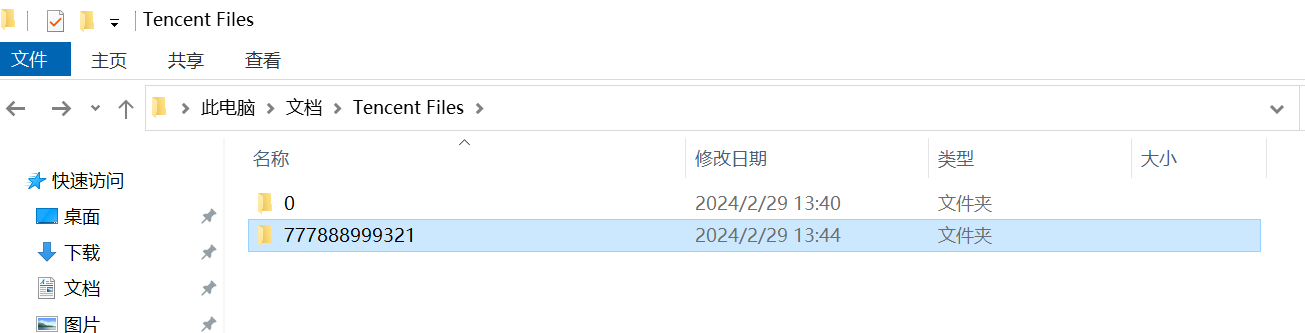 Tencent Files
文件 主页 共享 查看
此电脑 文档 Tencent Files
名称 修改日期 类型 大小
快速访问
0 2024/2/29 13:40 文件夹
桌面
777888999321 2024/2/29 13:44 文件夹
下载
文档
图片